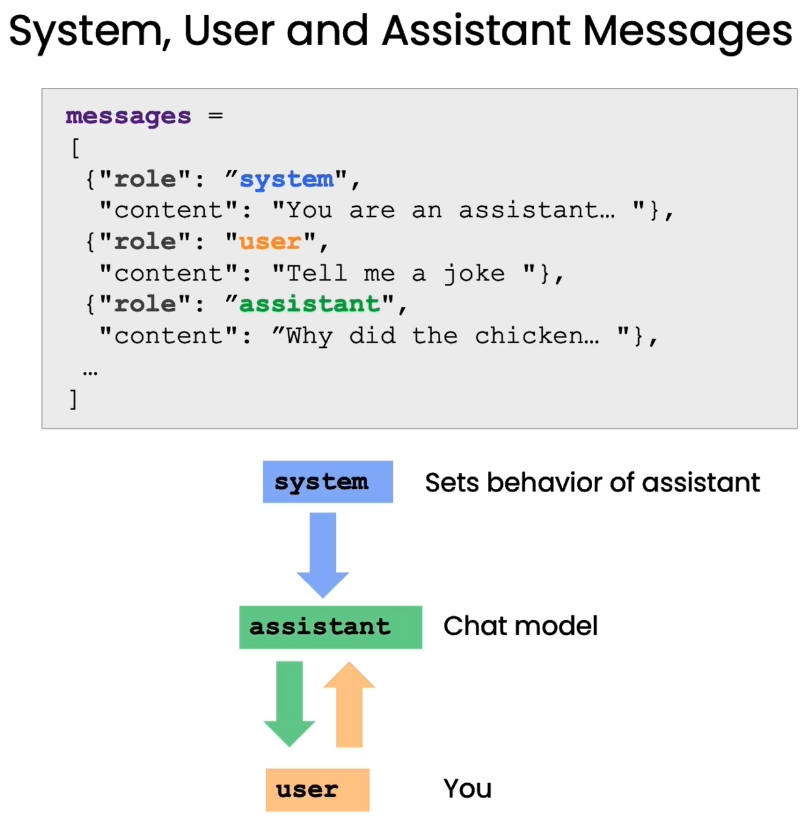 System, User and Assistant Messages
messages =
[
{"role": ”system",
"content": "You are an assistant… "},
{"role": "user",
"content": "Tell me a joke "},
{"role": ”assistant",
"content": ”Why did the chicken… "},
…
]
system Sets behavior of assistant
assistant Chat model
user You